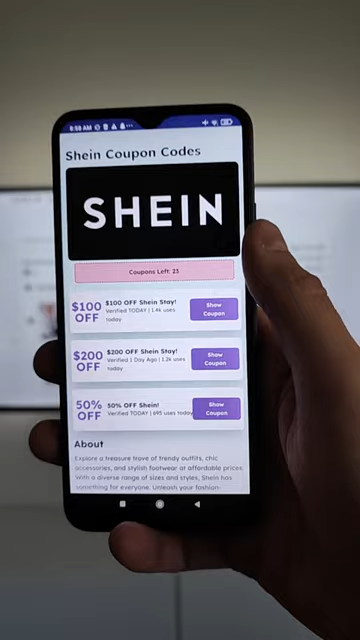 8:58 AM
Shein Coupon Codes
SHEIN
Coupons Left: 23
$100 OFF
$100 OFF Shein Stay!
Verified TODAY | 1.4k uses
today
Show
Coupon
$200 OFF
$200 OFF Shein Stay!
Verified 1 Day Ago | 1.2k uses
today
Show
Coupon
50% OFF
50% OFF Shein!
Verified TODAY | 695 uses today
Show
Coupon
About
Explore a treasure trove of trendy outfits, chic
accessories, and stylish footwear at affordable prices.
With a diverse range of sizes and styles, Shein has
something for everyone. Unleash your fashion-